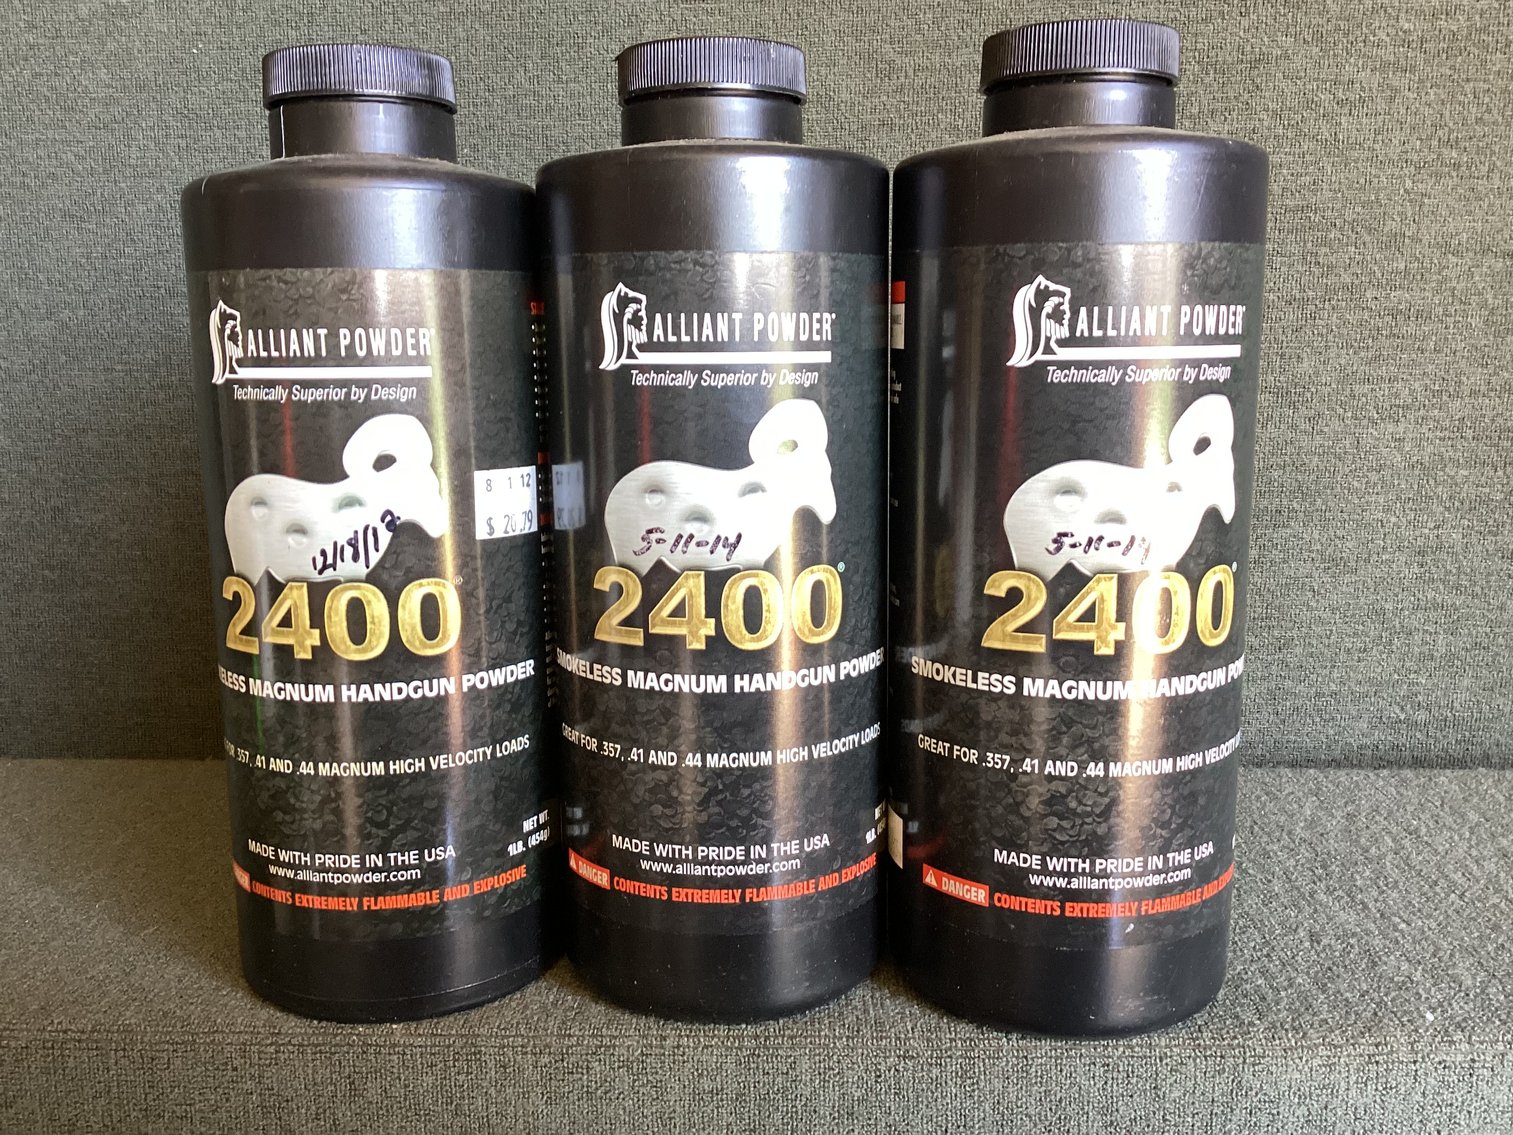 ALLIANT POWDER
Technically Superior by Design
8 1 12
$ 20.79
12/18/12
2400®
LESS MAGNUM HANDGUN POWDER
FOR .357, .41 AND .44 MAGNUM HIGH VELOCITY LOADS
NET WT.
1LB. (454g)
MADE WITH PRIDE IN THE USA
www.alliantpowder.com
CONTENTS EXTREMELY FLAMMABLE AND EXPLOSIVE
ALLIANT POWDER
Technically Superior by Design
5-11-14
2400®
SMOKELESS MAGNUM HANDGUN POWDER
GREAT FOR .357, .41 AND .44 MAGNUM HIGH VELOCITY LOADS
1LB.
MADE WITH PRIDE IN THE USA
www.alliantpowder.com
DANGER CONTENTS EXTREMELY FLAMMABLE AND EXPLOSIVE
ALLIANT POWDER
Technically Superior by Design
5-11-14
2400®
SMOKELESS MAGNUM HANDGUN POW
GREAT FOR .357, .41 AND .44 MAGNUM HIGH VELOCITY
MADE WITH PRIDE IN THE USA
www.alliantpowder.com
DANGER CONTENTS EXTREMELY FLAMMABLE AND